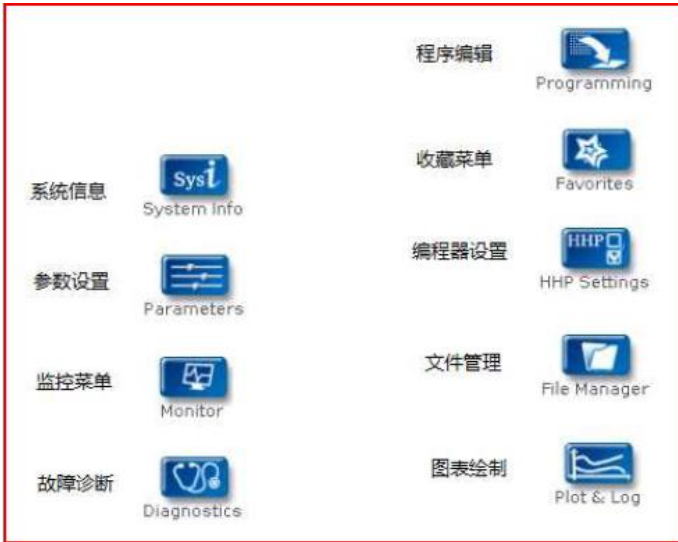 程序编辑
Programming
收藏菜单
Favorites
系统信息
Sysi
System Info
编程器设置
HHP
HHP Settings
参数设置
Parameters
文件管理
File Manager
监控菜单
Monitor
图表绘制
Plot & Log
故障诊断
Diagnostics